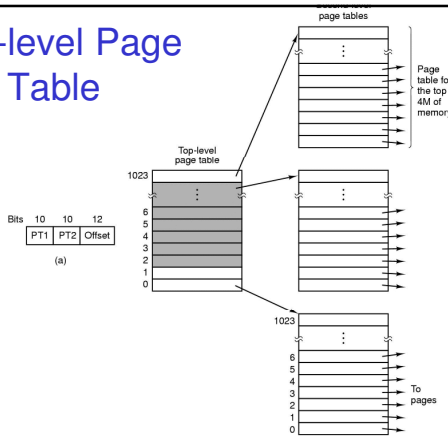 -level Page
Table
page tables
Page
table fo
the top
4M of
memory
Top-level
page table
1023
6
5
4
3
2
1
0
Bits 10 10 12
PT1 PT2 Offset
(a)
1023
6
5
4
3
2
1
0
To
pages